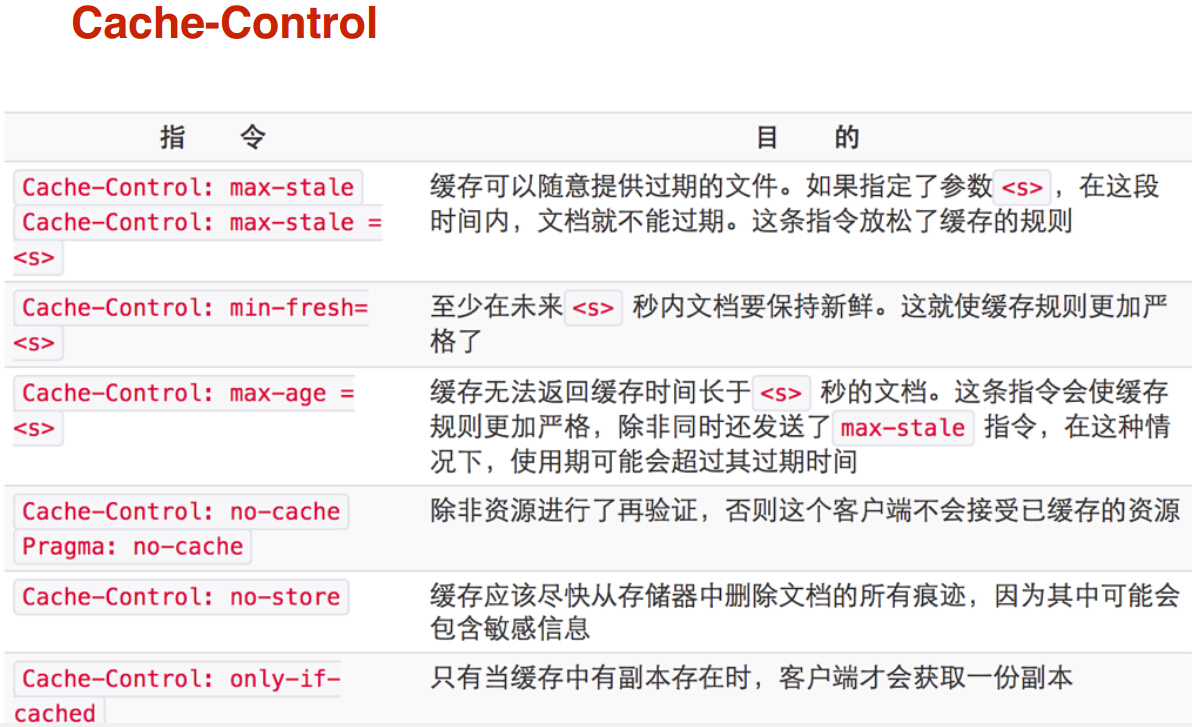 Cache-Control
指 令
目 的
Cache-Control: max-stale
Cache-Control: max-stale =
<s>
缓存可以随意提供过期的文件。如果指定了参数 <s> ，在这段
时间内，文档就不能过期。这条指令放松了缓存的规则
Cache-Control: min-fresh=
<s>
至少在未来 <s> 秒内文档要保持新鲜。这就使缓存规则更加严
格了
Cache-Control: max-age =
<s>
缓存无法返回缓存时间长于 <s> 秒的文档。这条指令会使缓存
规则更加严格，除非同时还发送了 max-stale 指令，在这种情
况下，使用期可能会超过其过期时间
Cache-Control: no-cache
Pragma: no-cache
除非资源进行了再验证，否则这个客户端不会接受已缓存的资源
Cache-Control: no-store
缓存应该尽快从存储器中删除文档的所有痕迹，因为其中可能会
包含敏感信息
Cache-Control: only-if-
cached
只有当缓存中有副本存在时，客户端才会获取一份副本